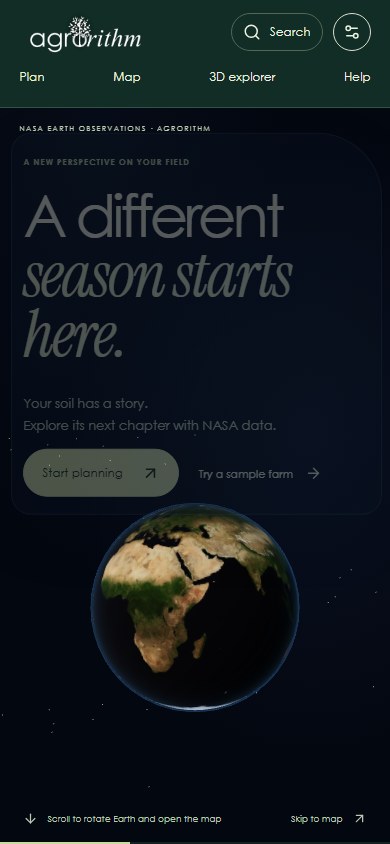 agrorithm
Search
Plan
Map
3D explorer
Help
NASA EARTH OBSERVATIONS · AGRORITHM
A NEW PERSPECTIVE ON YOUR FIELD
A different
season starts
here.
Your soil has a story.
Explore its next chapter with NASA data.
Start planning
Try a sample farm
Scroll to rotate Earth and open the map
Skip to map